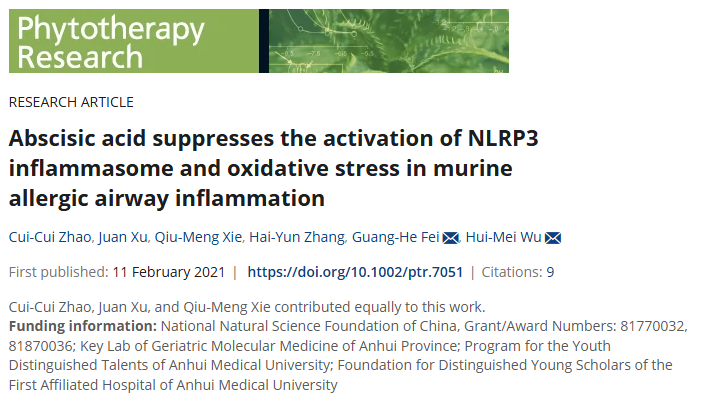 Phytotherapy
Research
RESEARCH ARTICLE
Abscisic acid suppresses the activation of NLRP3
inflammasome and oxidative stress in murine
allergic airway inflammation
Cui-Cui Zhao, Juan Xu, Qiu-Meng Xie, Hai-Yun Zhang, Guang-He Fei, Hui-Mei Wu
First published: 11 February 2021 | https://doi.org/10.1002/ptr.7051 | Citations: 9
Cui-Cui Zhao, Juan Xu, and Qiu-Meng Xie contributed equally to this work.
Funding information: National Natural Science Foundation of China, Grant/Award Numbers: 81770032,
81870036; Key Lab of Geriatric Molecular Medicine of Anhui Province; Program for the Youth
Distinguished Talents of Anhui Medical University; Foundation for Distinguished Young Scholars of the
First Affiliated Hospital of Anhui Medical University